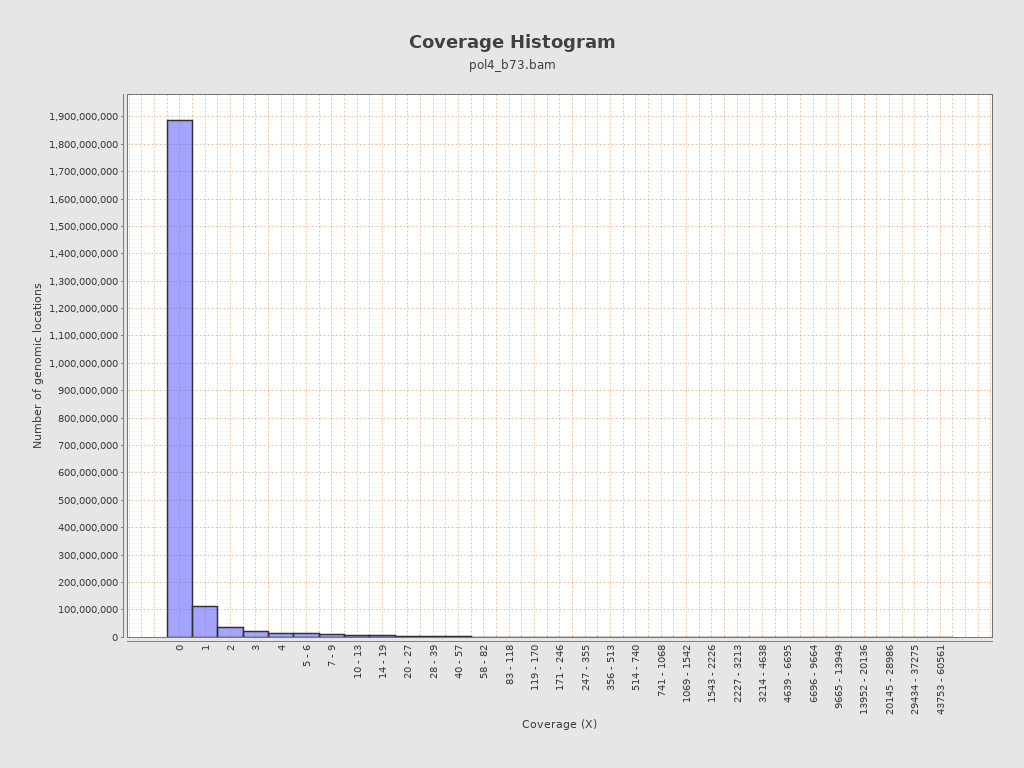 Coverage Histogram
pol4_b73.bam
Number of genomic locations
1,900,000,000
1,800,000,000
1,700,000,000
1,600,000,000
1,500,000,000
1,400,000,000
1,300,000,000
1,200,000,000
1,100,000,000
1,000,000,000
900,000,000
800,000,000
700,000,000
600,000,000
500,000,000
400,000,000
300,000,000
200,000,000
100,000,000
0
0
1
2
3
4
5 - 6
7 - 9
10 - 13
14 - 19
20 - 27
28 - 39
40 - 57
58 - 82
83 - 118
119 - 170
171 - 246
247 - 355
356 - 513
514 - 740
741 - 1068
1069 - 1542
1543 - 2226
2227 - 3213
3214 - 4638
4639 - 6695
6696 - 9664
9665 - 13949
13952 - 20136
20145 - 28986
29434 - 37275
43753 - 60561
Coverage (X)